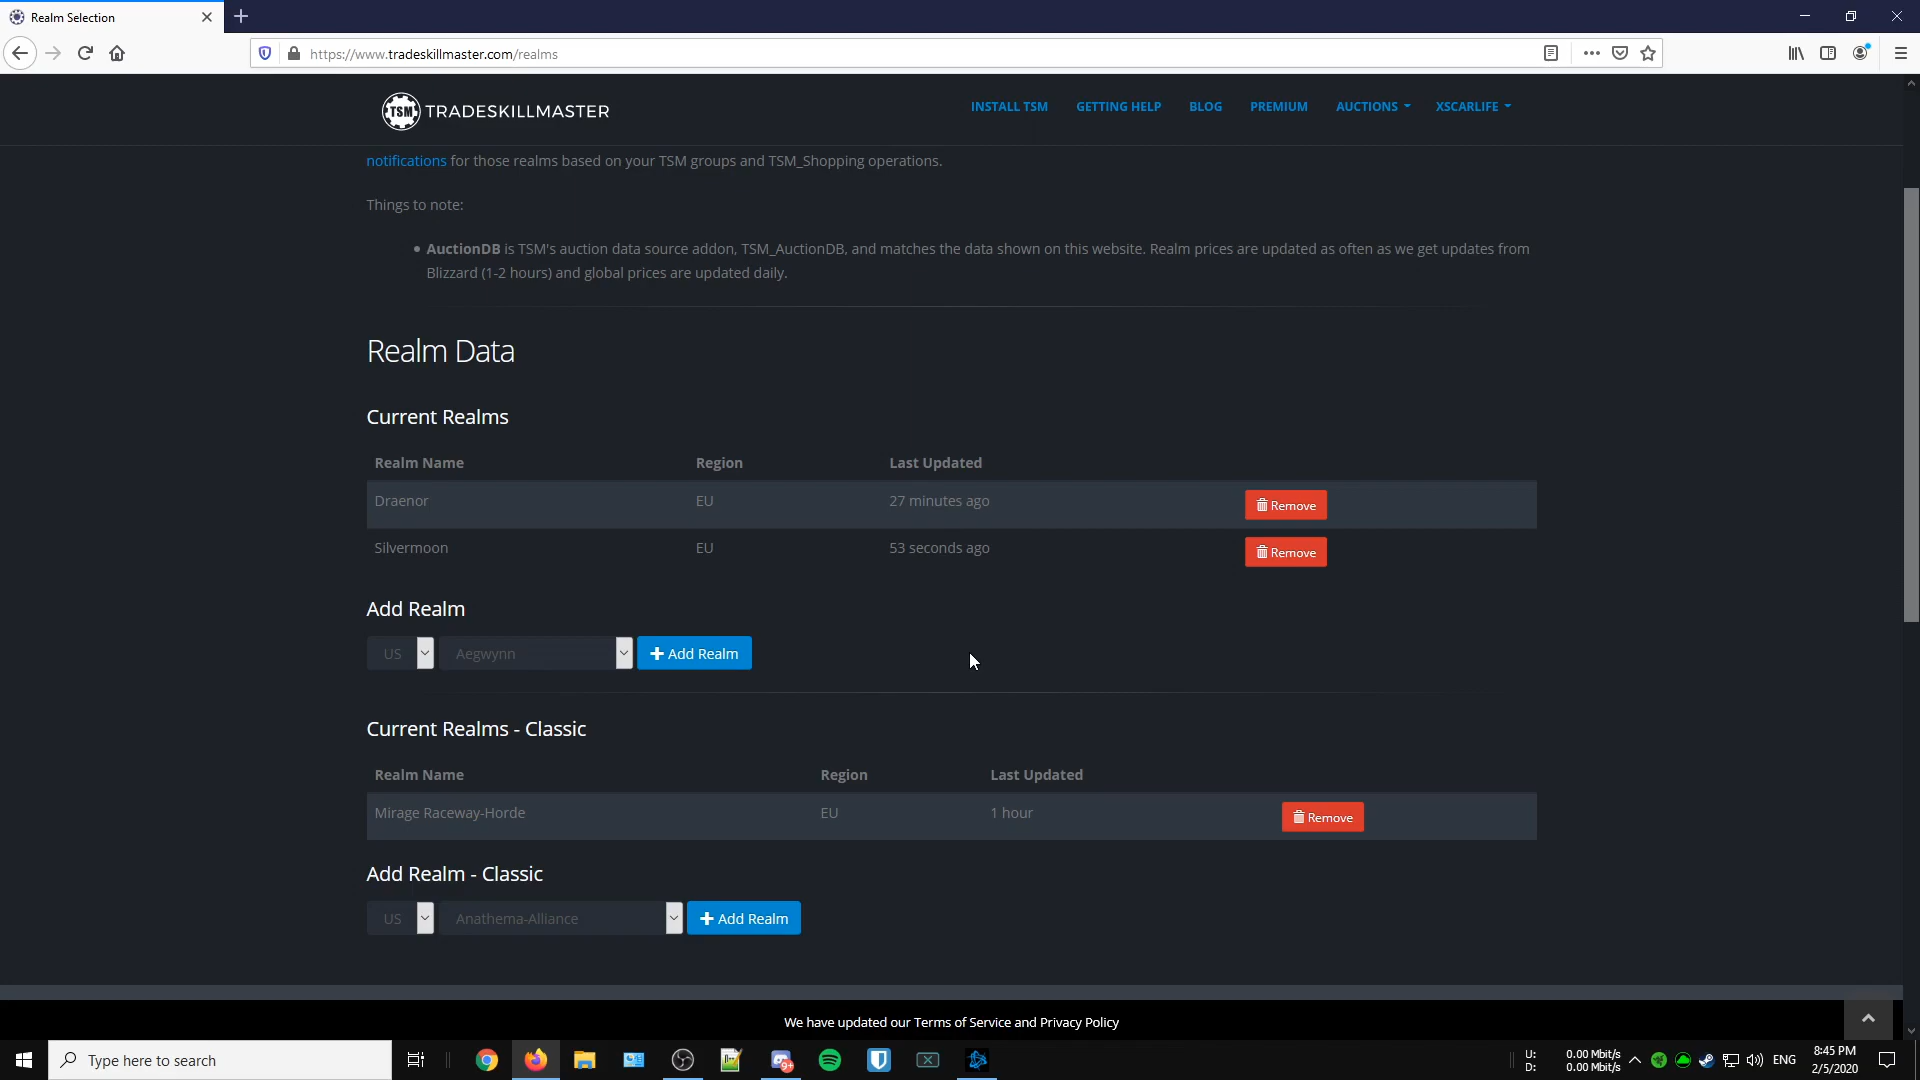 Realm Selection
https://www.tradeskillmaster.com/realms
TSM TRADESKILLMASTER
INSTALL TSM GETTING HELP BLOG PREMIUM AUCTIONS XSCARLIFE
notifications for those realms based on your TSM groups and TSM_Shopping operations.
Things to note:
AuctionDB is TSM's auction data source addon, TSM_AuctionDB, and matches the data shown on this website. Realm prices are updated as often as we get updates from
Blizzard (1-2 hours) and global prices are updated daily.
Realm Data
Current Realms
Realm Name Region Last Updated
Draenor EU 27 minutes ago Remove
Silvermoon EU 53 seconds ago Remove
Add Realm
US Aegwynn + Add Realm
Current Realms - Classic
Realm Name Region Last Updated
Mirage Raceway-Horde EU 1 hour Remove
Add Realm - Classic
US Anathema-Alliance + Add Realm
We have updated our Terms of Service and Privacy Policy
Type here to search
9+
U: 0.00 Mbit/s
D: 0.00 Mbit/s
ENG
8:45 PM
2/5/2020